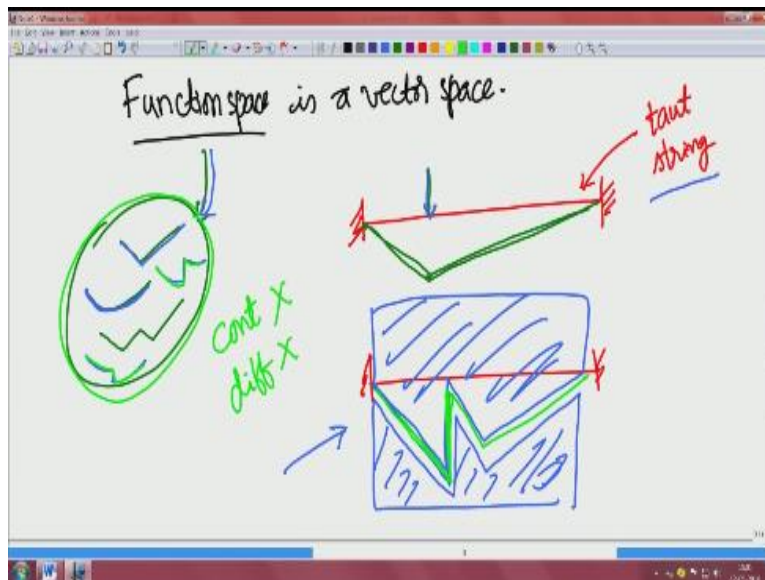 Function space is a vector space.
taut
string
cont X
diff X